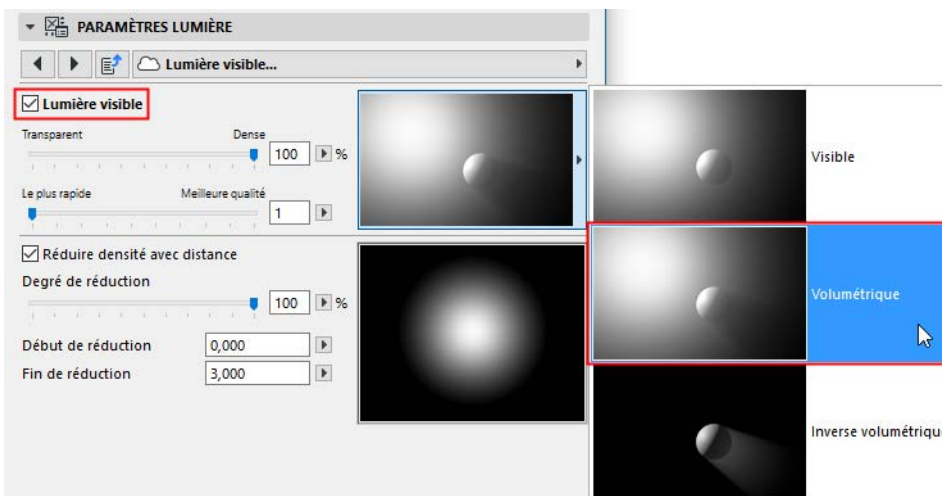 PARAMÈTRES LUMIÈRE
Lumière visible...
Lumière visible
Transparent Dense
100 %
Le plus rapide Meilleure qualité
1
Réduire densité avec distance
Degré de réduction
100 %
Début de réduction 0,000
Fin de réduction 3,000
Visible
Volumétrique
Inverse volumétriqu